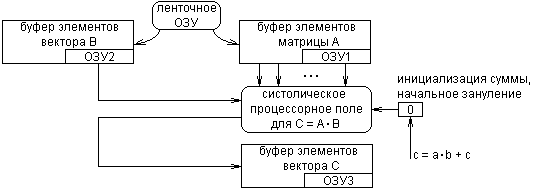 ленточное
ОЗУ
буфер элементов
вектора В
ОЗУ2
буфер элементов
матрицы А
ОЗУ1
...
систолическое
процессорное поле
для С = А·В
инициализация суммы,
начальное зануление
0
с = а·b + с
буфер элементов
вектора С
ОЗУ3